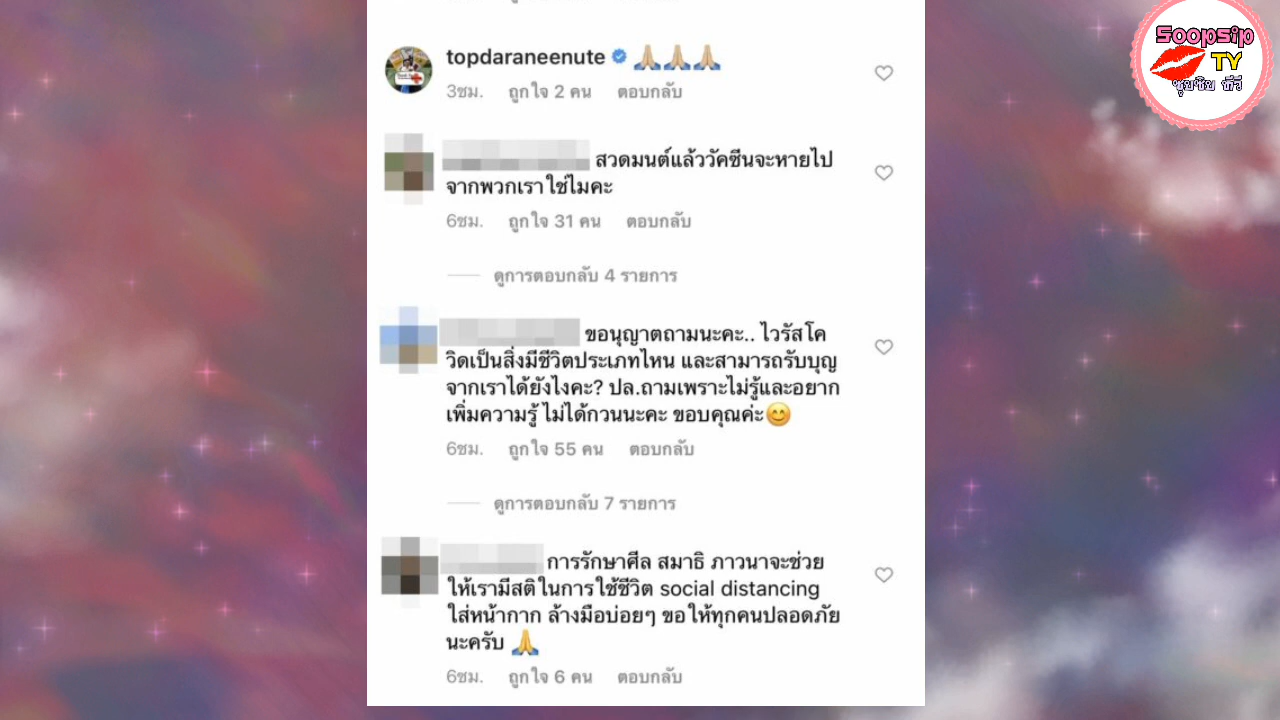 Soopsip
TV
ซุบซิบ ทีวี
topdaraneenute 🙏🏼🙏🏼🙏🏼
3ชม. ถูกใจ 2 คน ตอบกลับ
สวดมนต์แล้ววัคซีนจะหายไป
จากพวกเราใช่ไมคะ
6ชม. ถูกใจ 31 คน ตอบกลับ
ดูการตอบกลับ 4 รายการ
ขอนุญาตถามนะคะ.. ไวรัสโค
วิดเป็นสิ่งมีชีวิตประเภทไหน และสามารถรับบุญ
จากเราได้ยังไงคะ? ปล.ถามเพราะไม่รู้และอยาก
เพิ่มความรู้ ไม่ได้กวนนะคะ ขอบคุณค่ะ😊
6ชม. ถูกใจ 55 คน ตอบกลับ
ดูการตอบกลับ 7 รายการ
การรักษาศีล สมาธิ ภาวนาจะช่วย
ให้เรามีสติในการใช้ชีวิต social distancing
ใส่หน้ากาก ล้างมือบ่อยๆ ขอให้ทุกคนปลอดภัย
นะครับ 🙏
6ชม. ถูกใจ 6 คน ตอบกลับ